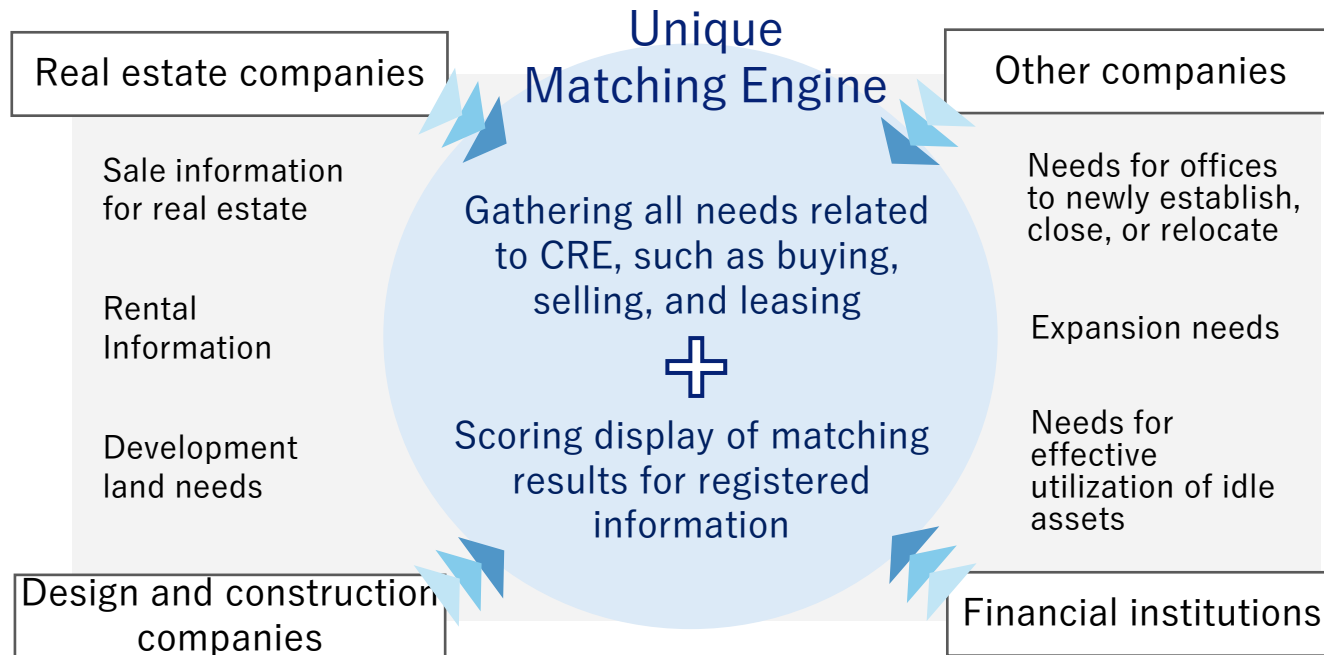 Unique
Matching Engine
Real estate companies
Other companies
Sale information
for real estate
Rental
Information
Development
land needs
Gathering all needs related
to CRE, such as buying,
selling, and leasing
Scoring display of matching
results for registered
information
Needs for offices
to newly establish,
close, or relocate
Expansion needs
Needs for
effective
utilization of idle
assets
Design and construction
companies
Financial institutions